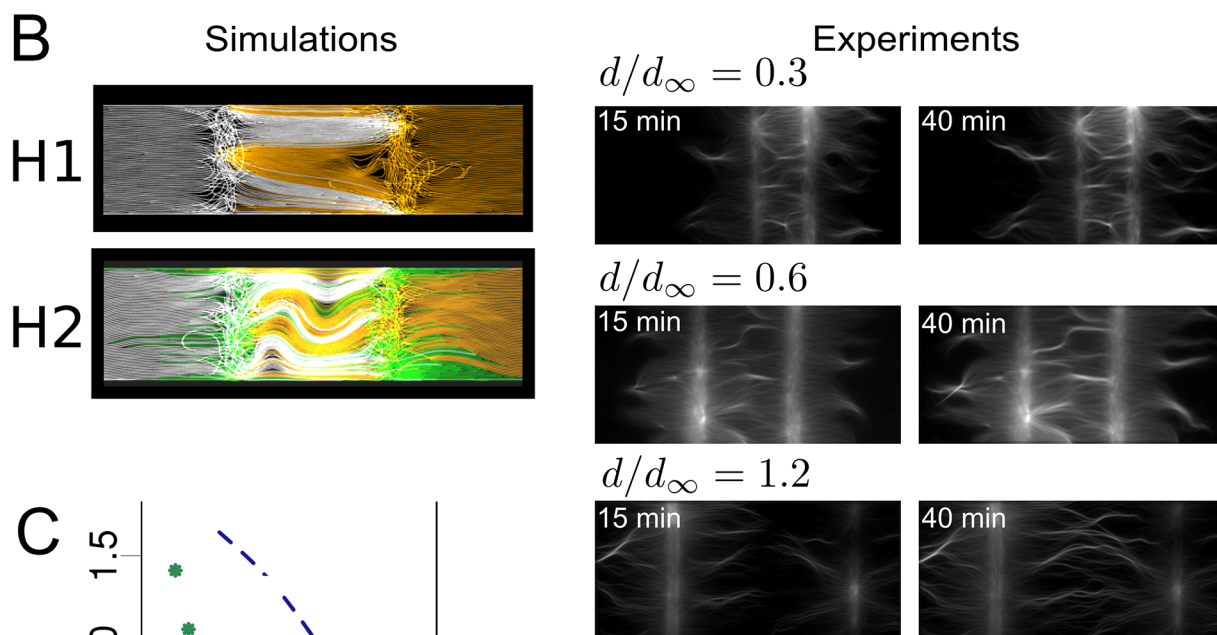 B
Simulations
Experiments
H1
H2
d/d∞ = 0.3
15 min
40 min
d/d∞ = 0.6
15 min
40 min
d/d∞ = 1.2
15 min
40 min
C
1.5